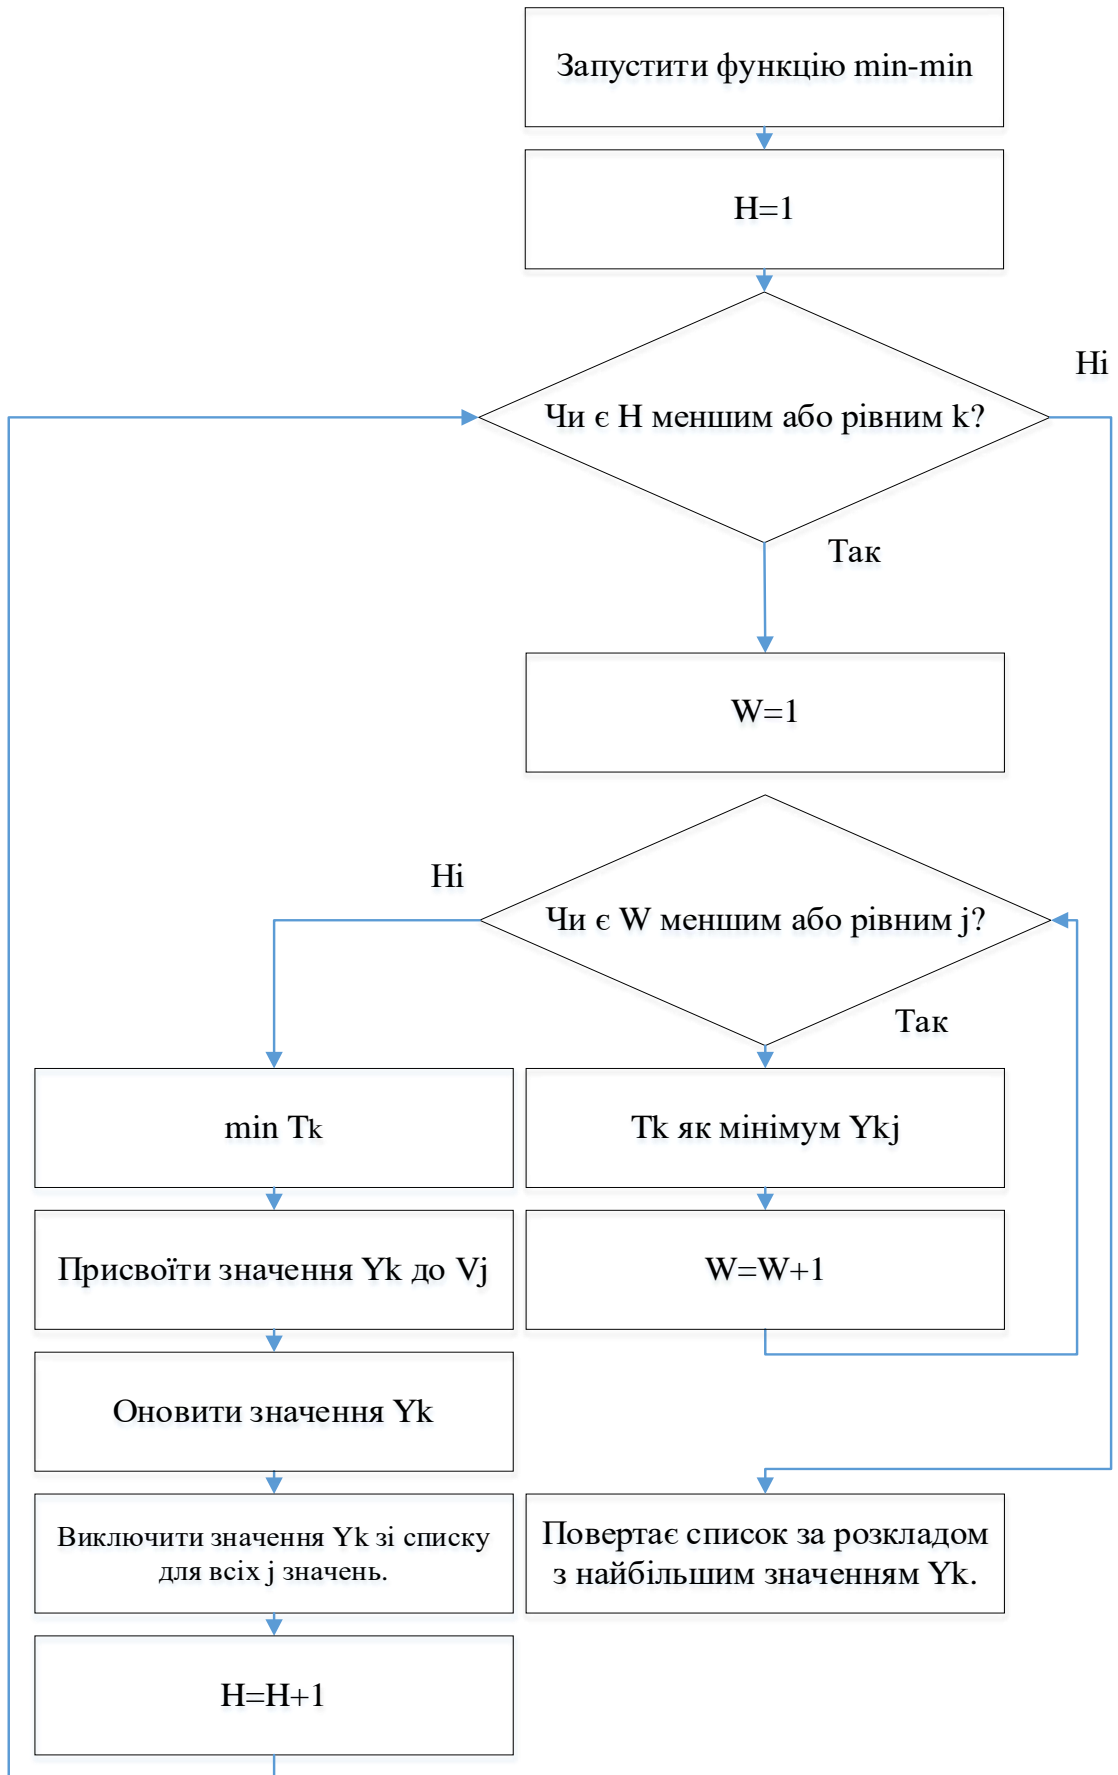 Запустити функцію min-min
H=1
Ні
Чи є H меншим або рівним k?
Так
W=1
Ні
Чи є W меншим або рівним j?
Так
min Tk
Tk як мінімум Ykj
Присвоїти значення Yk до Vj
W=W+1
Оновити значення Yk
Виключити значення Yk зі списку
для всіх j значень.
Повертає список за розкладом
з найбільшим значенням Yk.
H=H+1